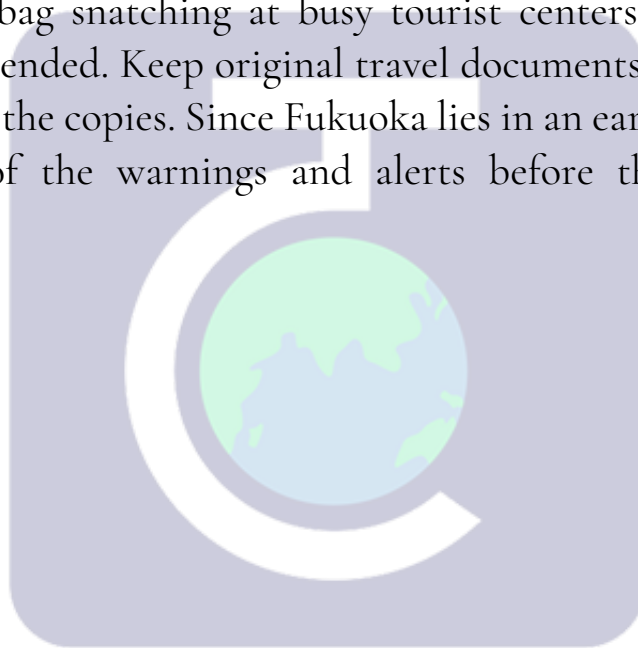 bag snatching at busy tourist centers
ended. Keep original travel documents
the copies. Since Fukuoka lies in an ear
of the warnings and alerts before th